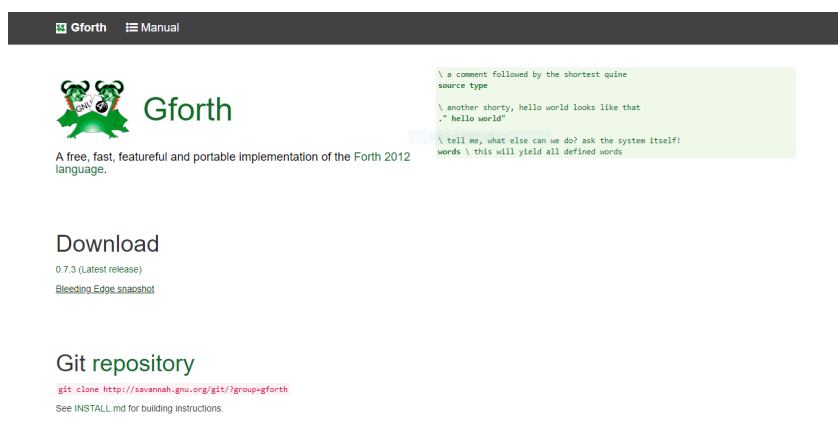 Gforth Manual
GNU
Gforth
A free, fast, featureful and portable implementation of the Forth 2012
language.
\ a comment followed by the shortest quine
source type
\ another shorty, hello world looks like that
." hello world"
\ tell me, what else can we do? ask the system itself!
words \ this will yield all defined words
Download
0.7.3 (Latest release)
Bleeding Edge snapshot
Git repository
git clone http://savannah.gnu.org/git/?group=gforth
See INSTALL.md for building instructions.